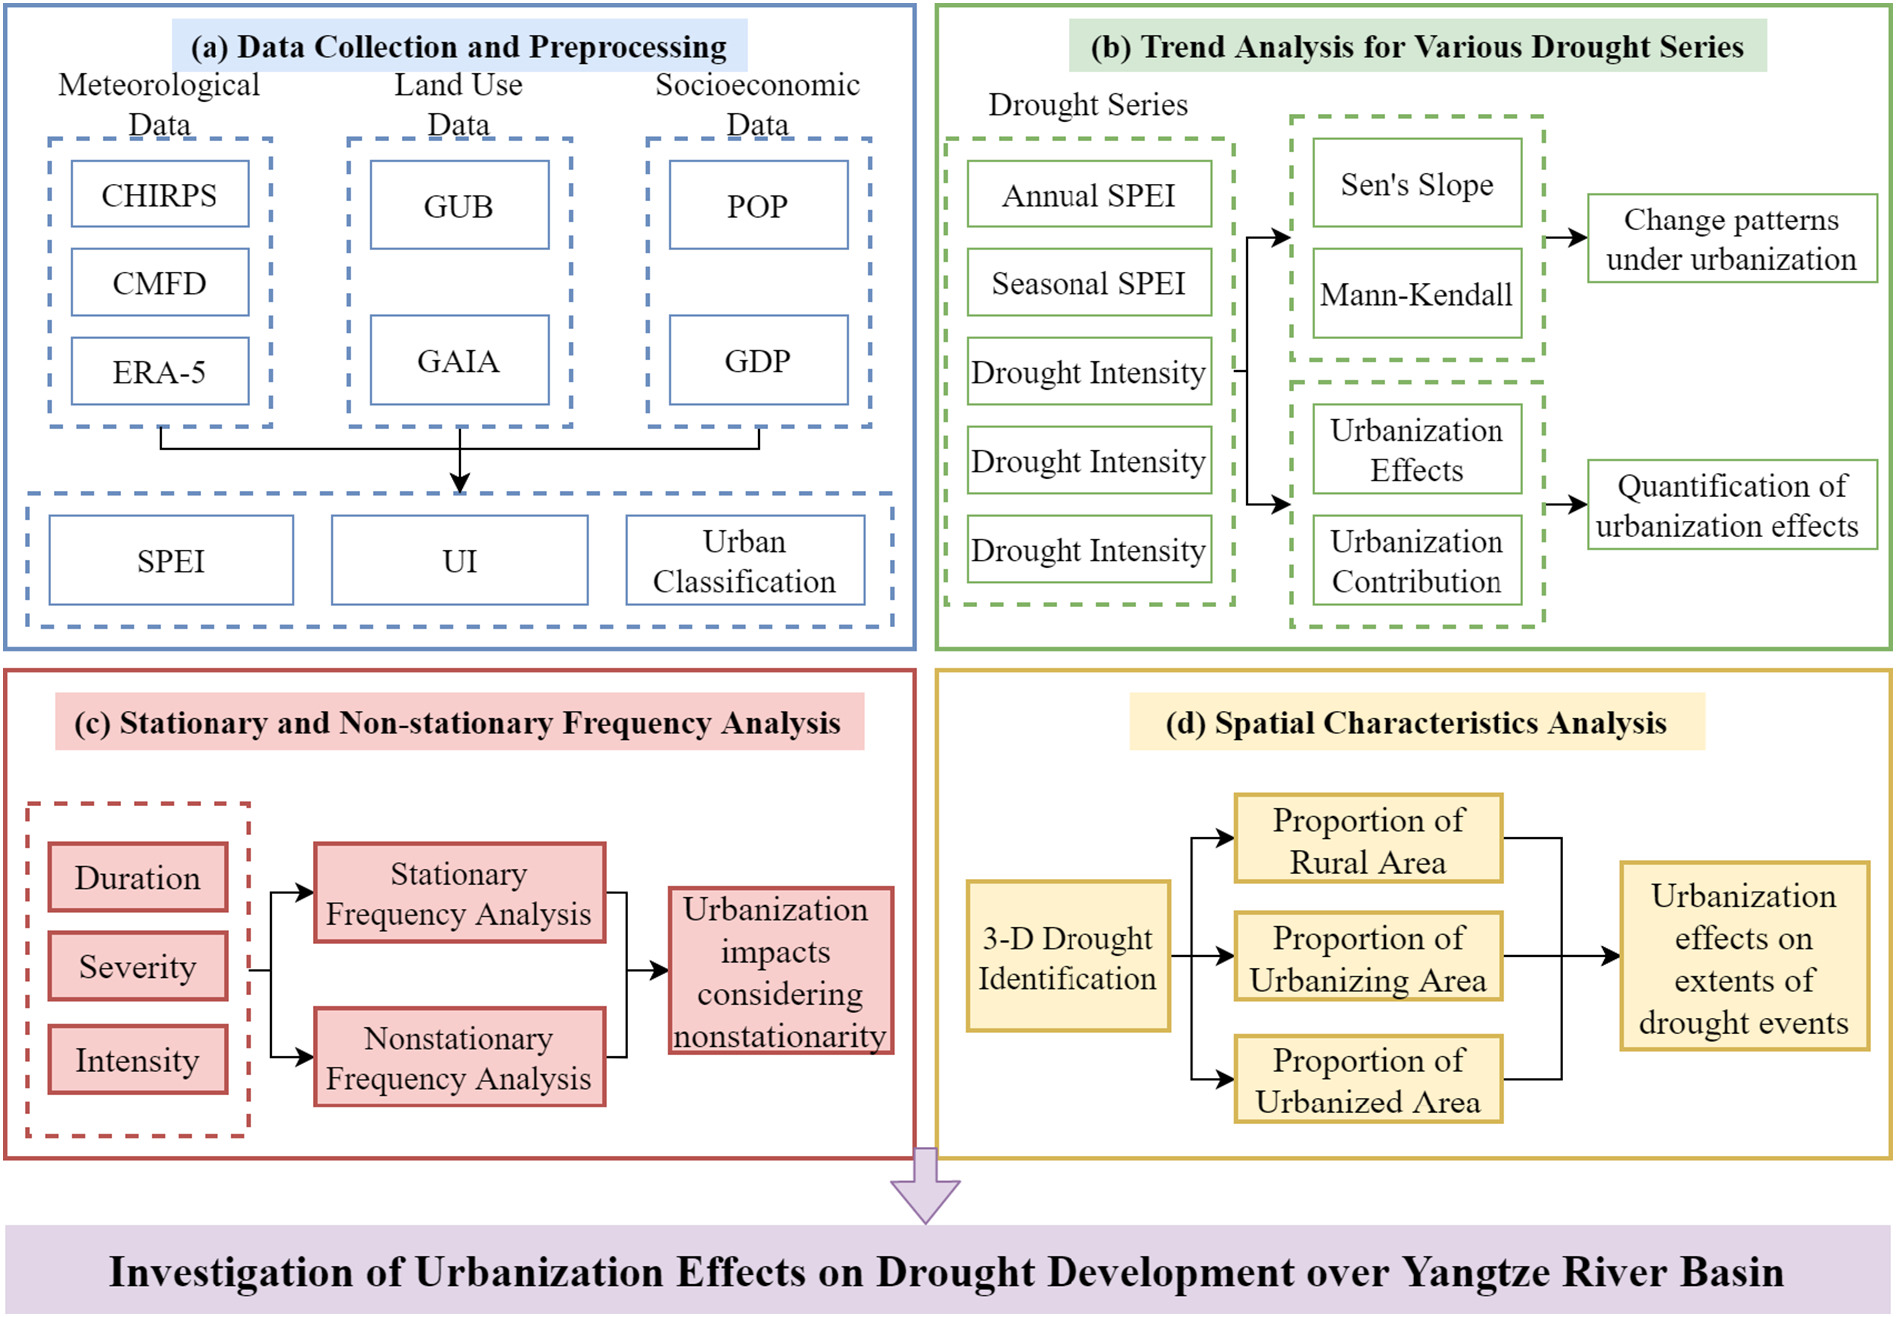 (a) Data Collection and Preprocessing
Meteorological
Data
Land Use
Data
Socioeconomic
Data
CHIRPS
CMFD
ERA-5
GUB
GAIA
POP
GDP
SPEI
UI
Urban
Classification
(b) Trend Analysis for Various Drought Series
Drought Series
Annual SPEI
Seasonal SPEI
Drought Intensity
Drought Intensity
Drought Intensity
Sen's Slope
Mann-Kendall
Urbanization
Effects
Urbanization
Contribution
Change patterns
under urbanization
Quantification of
urbanization effects
(c) Stationary and Non-stationary Frequency Analysis
Duration
Severity
Intensity
Stationary
Frequency Analysis
Nonstationary
Frequency Analysis
Urbanization
impacts
considering
nonstationarity
(d) Spatial Characteristics Analysis
3-D Drought
Identification
Proportion of
Rural Area
Proportion of
Urbanizing Area
Proportion of
Urbanized Area
Urbanization
effects on
extents of
drought events
Investigation of Urbanization Effects on Drought Development over Yangtze River Basin